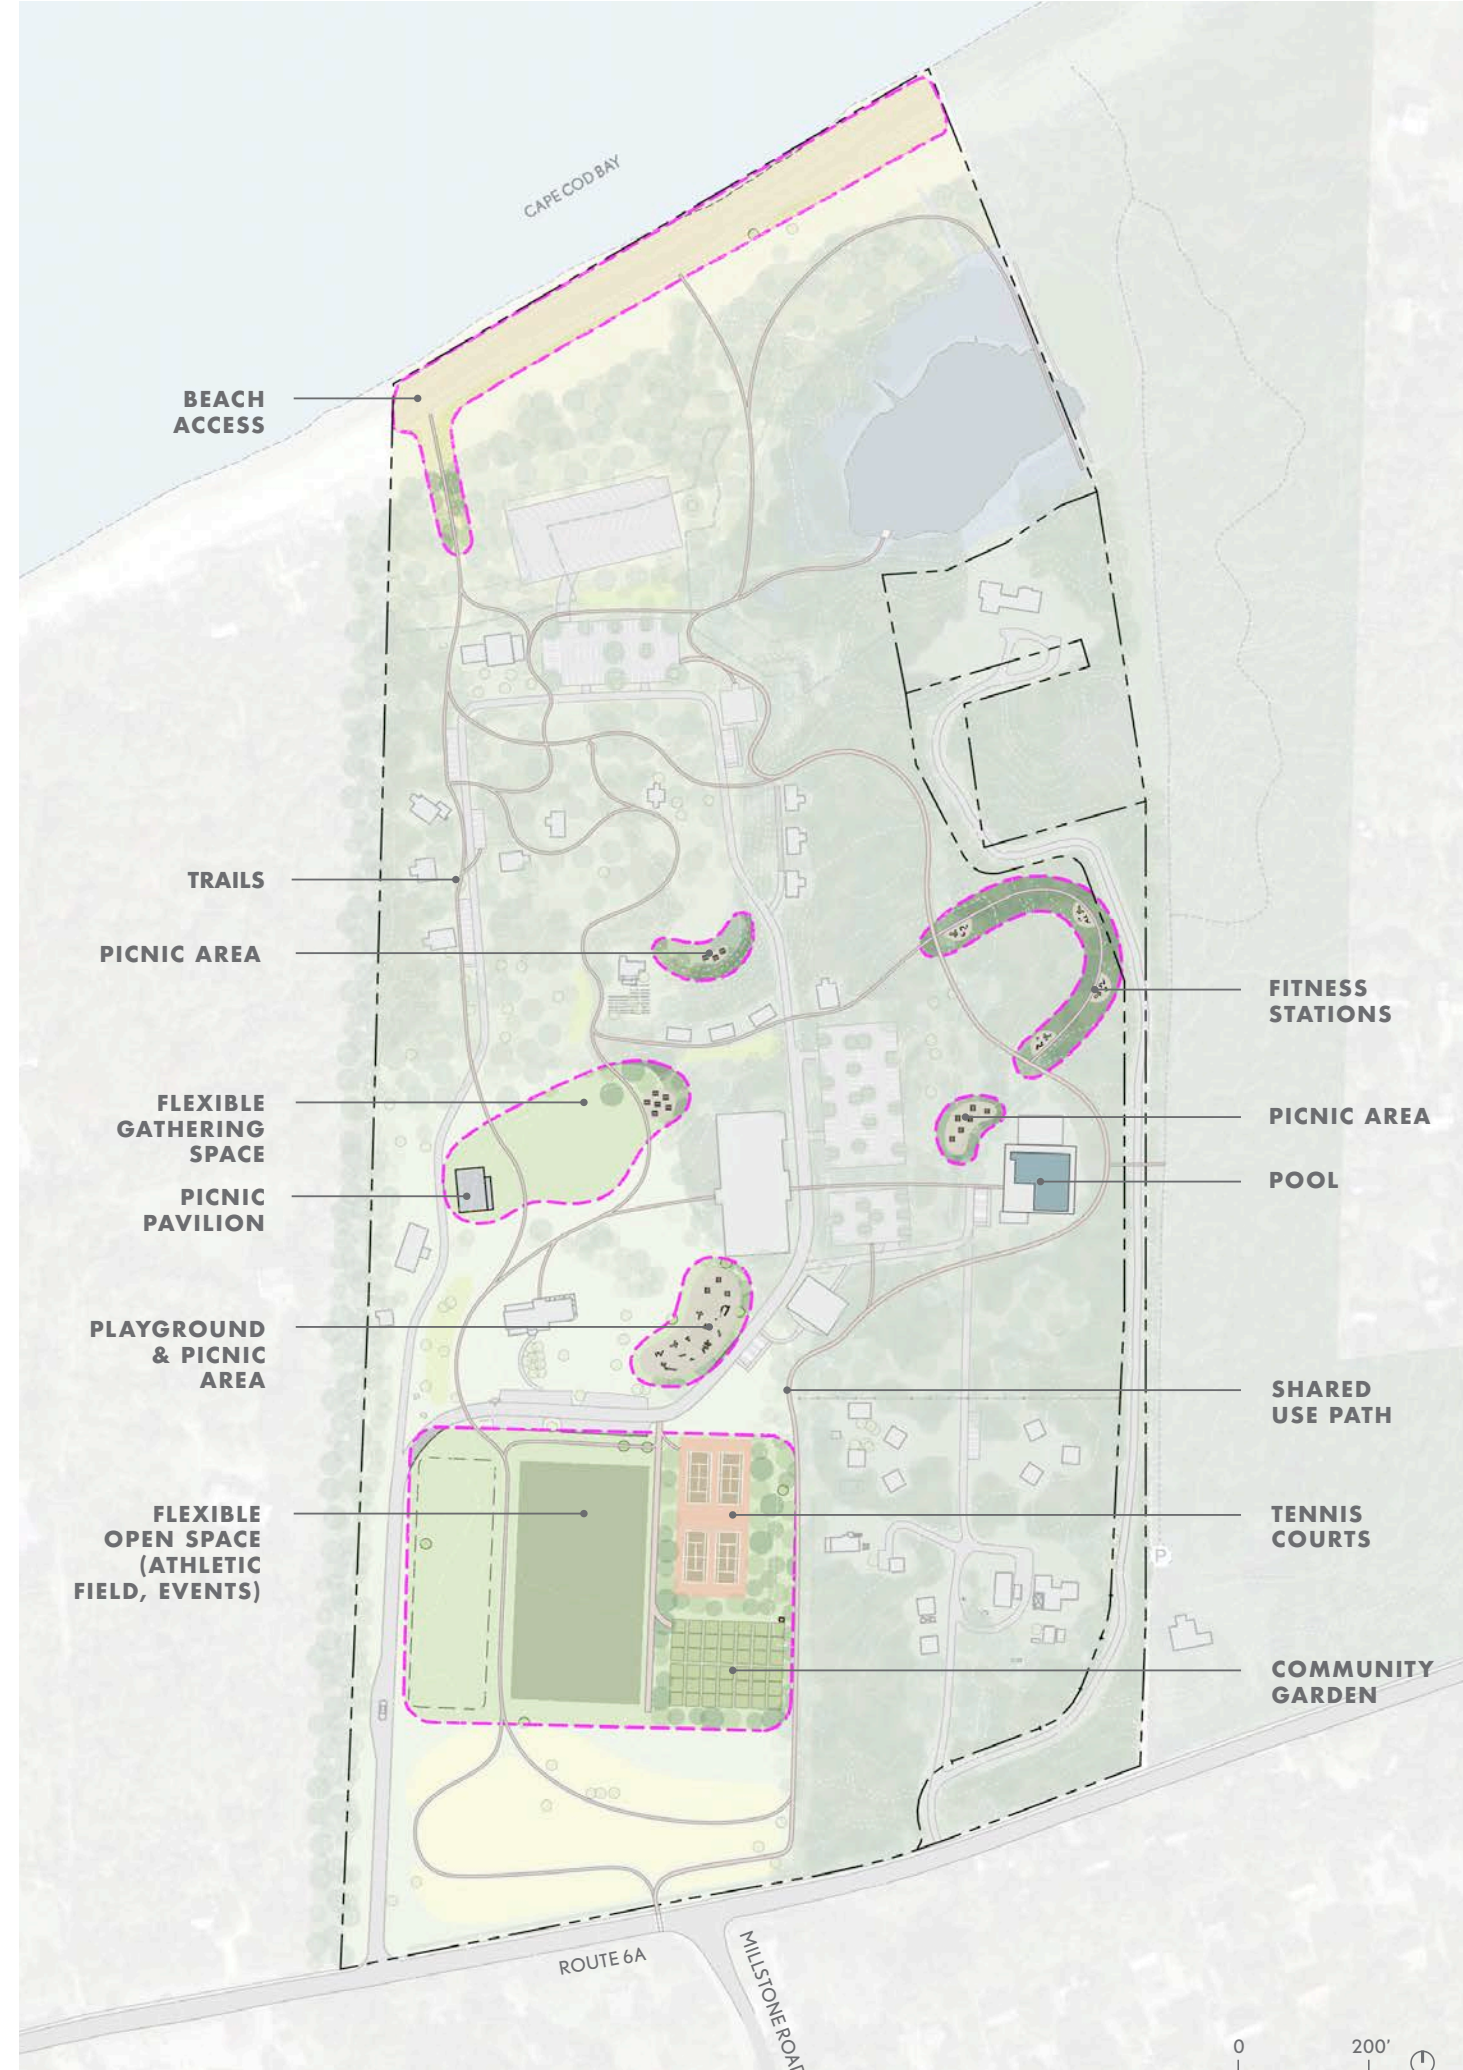 CAPE COD BAY
BEACH
ACCESS
TRAILS
PICNIC AREA
FITNESS
STATIONS
FLEXIBLE
GATHERING
SPACE
PICNIC AREA
PICNIC
PAVILION
POOL
PLAYGROUND
& PICNIC
AREA
SHARED
USE PATH
FLEXIBLE
OPEN SPACE
(ATHLETIC
FIELD, EVENTS)
TENNIS
COURTS
P
COMMUNITY
GARDEN
ROUTE 6A
MILLSTONE ROAD
0 200'